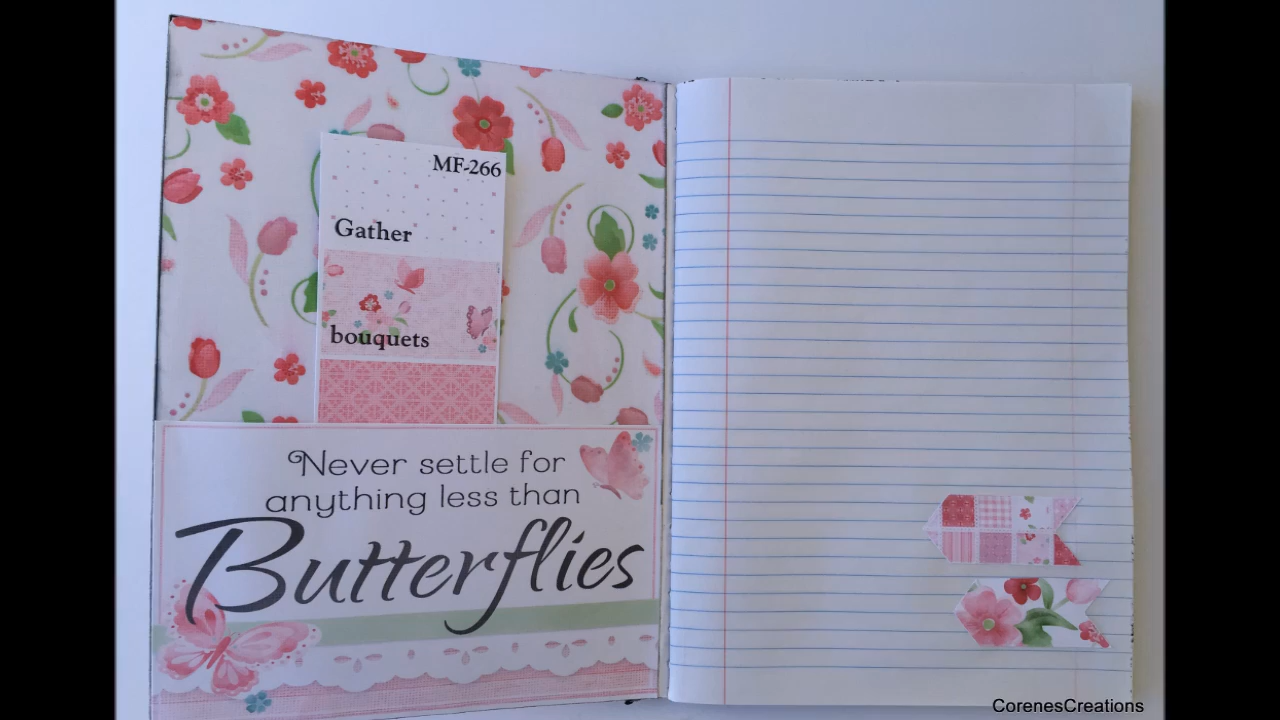 MF-266
Gather
bouquets
Never settle for
anything less than
Butterflies
CorenesCreations